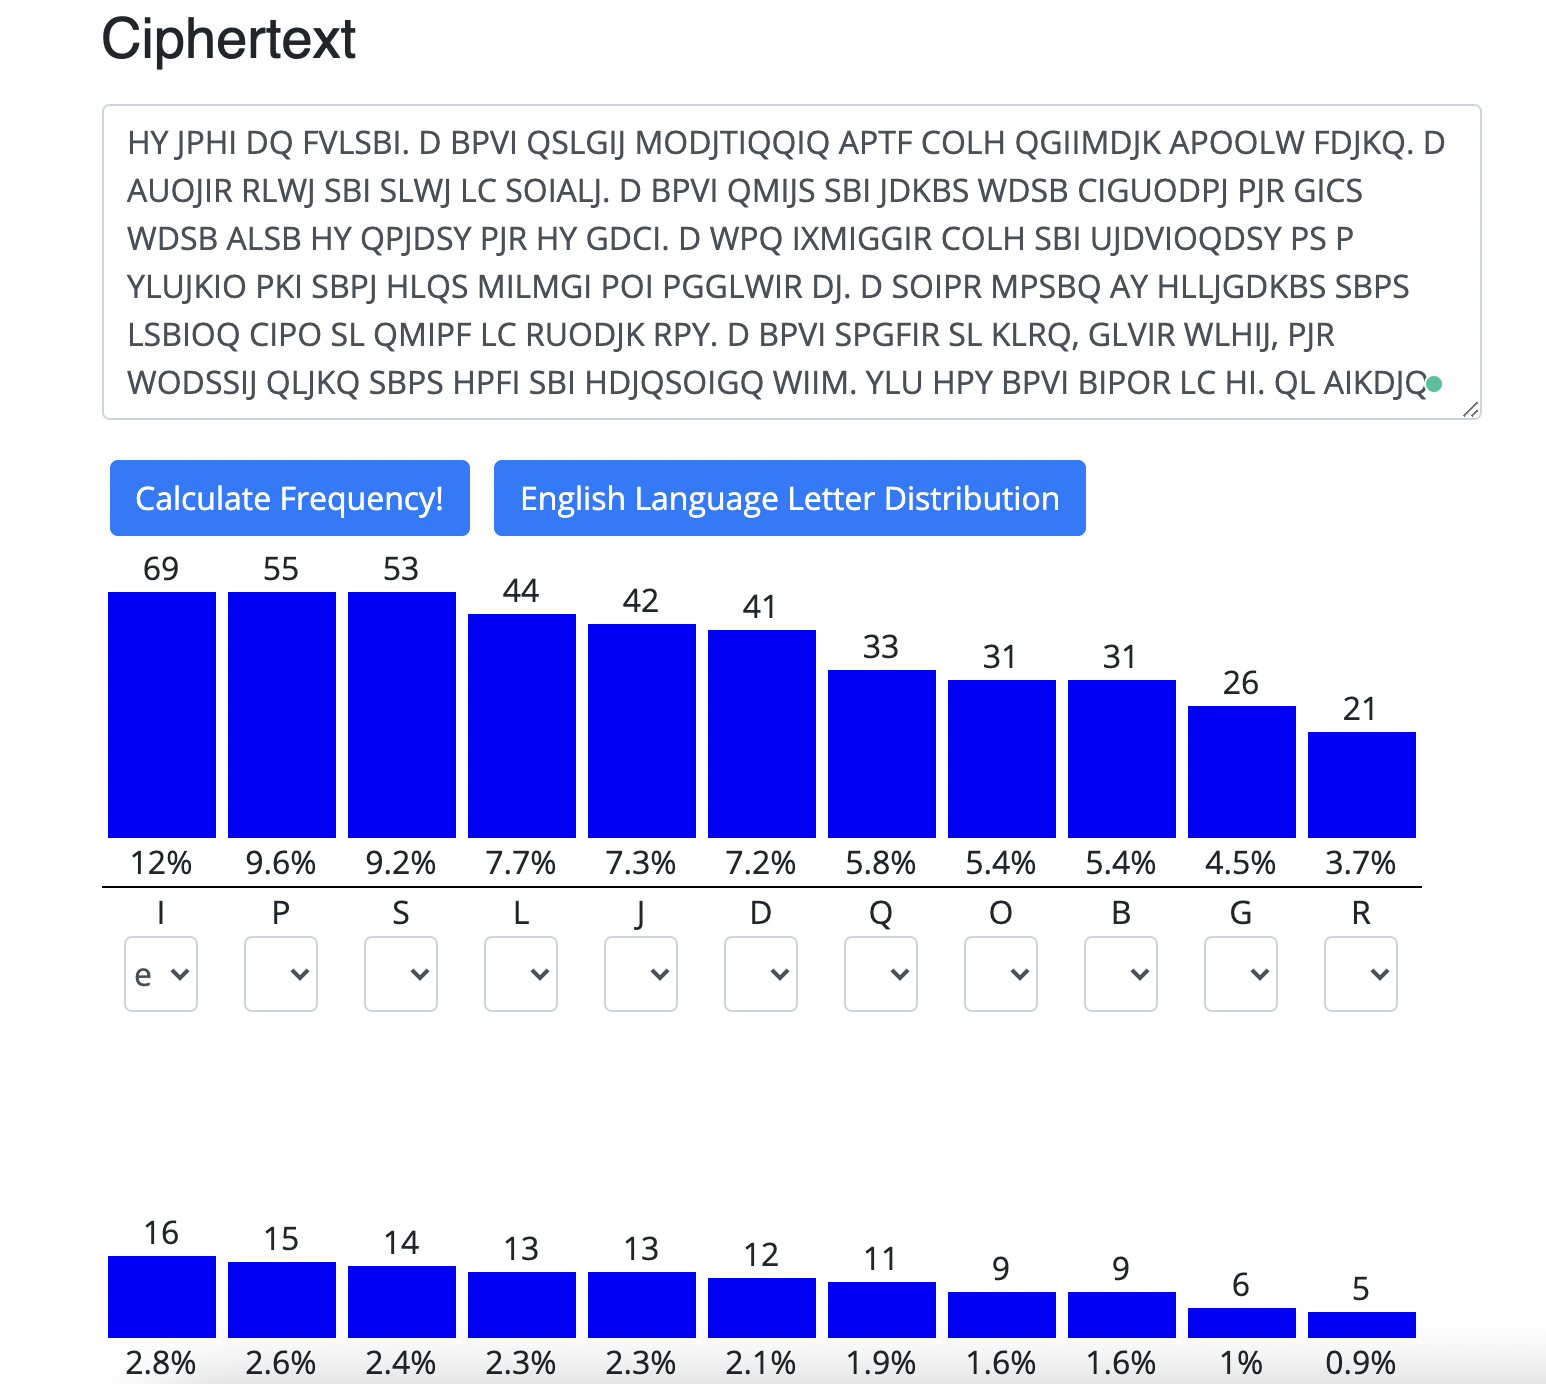 Ciphertext
HY JPHI DQ FVLSBI. D BPVI QSLGIJ MODJTIQQIQ APTF COLH QGIIMDJK APOOLW FDJKQ. D
AUOJIR RLWJ SBI SLWJ LC SOIALJ. D BPVI QMIJS SBI JDKBS WDSB CIGUODPJ PJR GICS
WDSB ALSB HY QPJDSY PJR HY GDCI. D WPQ IXMIGGIR COLH SBI UJDVIOQDSY PS P
YLUJKIO PKI SBPJ HLQS MILMGI POI PGGLWIR DJ. D SOIPR MPSBQ AY HLLJGDKBS SBPS
LSBIOQ CIPO SL QMIPF LC RUODJK RPY. D BPVI SPGFIR SL KLRQ, GLVIR WLHIJ, PJR
WODSSIJ QLJKQ SBPS HPFI SBI HDJQSOIGQ WIIM. YLU HPY BPVI BIPOR LC HI. QL AIKDJQ
Calculate Frequency! English Language Letter Distribution
69 55 53 44 42 41 33 31 31 26 21
12% 9.6% 9.2% 7.7% 7.3% 7.2% 5.8% 5.4% 5.4% 4.5% 3.7%
I P S L J D Q O B G R
e
16 15 14 13 13 12 11 9 9 6 5
2.8% 2.6% 2.4% 2.3% 2.3% 2.1% 1.9% 1.6% 1.6% 1% 0.9%